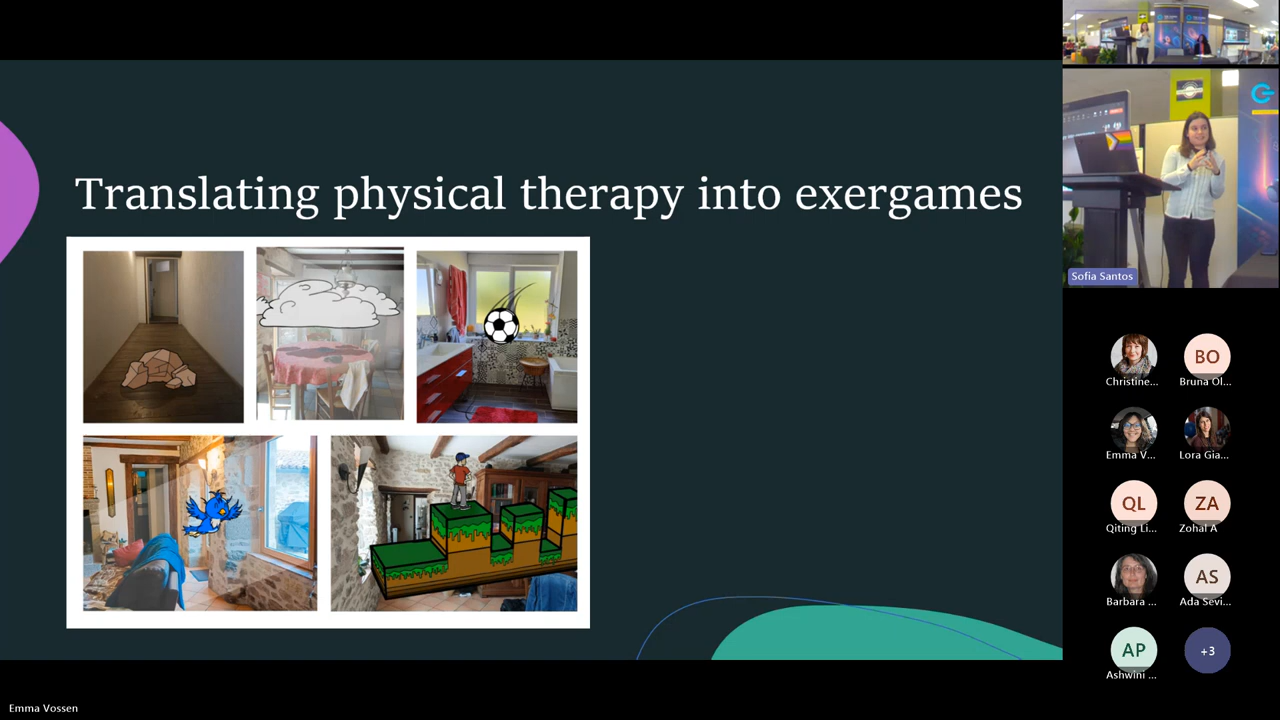 Translating physical therapy into exergames
Sofia Santos
Christine...
BO
Bruna Ol...
Emma V...
Lora Gia...
QL
Qiting Li...
ZA
Zohal A
Barbara ...
AS
Ada Sevi...
AP
Ashwini ...
+3
Emma Vossen